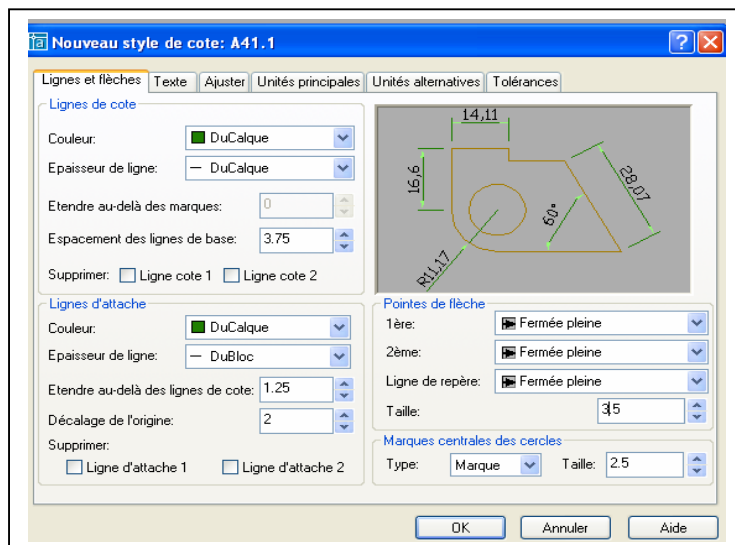 Nouveau style de cote: A41.1
Lignes et flèches Texte Ajuster Unités principales Unités alternatives Tolérances
Lignes de cote
Couleur: DuCalque
Epaisseur de ligne: DuCalque
Etendre au-delà des marques: 0
Espacement des lignes de base: 3.75
Supprimer: Ligne cote 1 Ligne cote 2
14,11
16,6
28,07
60°
R11,17
Lignes d'attache
Couleur: DuCalque
Epaisseur de ligne: DuBloc
Etendre au-delà des lignes de cote: 1.25
Décalage de l'origine: 2
Supprimer:
Ligne d'attache 1 Ligne d'attache 2
Pointes de flèche
1ère: Fermée pleine
2ème: Fermée pleine
Ligne de repère: Fermée pleine
Taille: 3.5
Marques centrales des cercles
Type: Marque Taille: 2.5
OK Annuler Aide